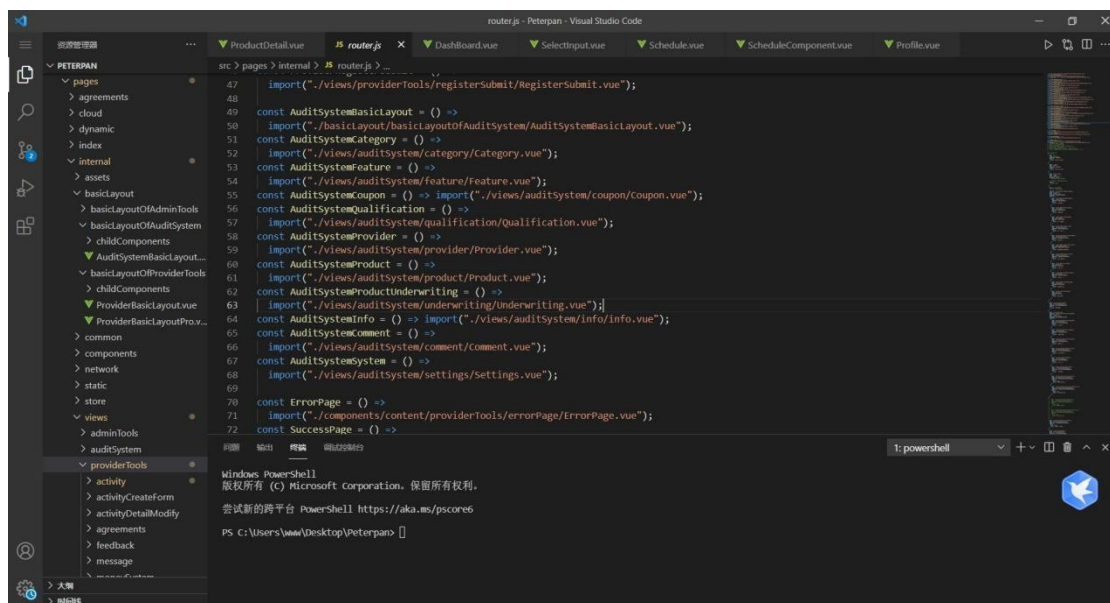 router.js - Peterpan - Visual Studio Code
资源管理器 ···
ProductDetail.vue JS router.js × DashBoard.vue SelectInput.vue Schedule.vue ScheduleComponent.vue Profile.vue
PETERPAN
pages
agreements
cloud
dynamic
index
internal
assets
basicLayout
basicLayoutOfAdminTools
basicLayoutOfAuditSystem
childComponents
AuditSystemBasicLayout....
basicLayoutOfProviderTools
childComponents
ProviderBasicLayout.vue
ProviderBasicLayoutPro.v...
common
components
network
static
store
views
adminTools
auditSystem
providerTools
activity
activityCreateForm
activityDetailModify
agreements
feedback
message
大纲
2
src > pages > internal > JS router.js > ...
47 import("./views/providerTools/registerSubmit/RegisterSubmit.vue");
48
49 const AuditSystemBasicLayout = () =>
50 import("./basicLayout/basicLayoutOfAuditSystem/AuditSystemBasicLayout.vue");
51 const AuditSystemCategory = () =>
52 import("./views/auditSystem/category/Category.vue");
53 const AuditSystemFeature = () =>
54 import("./views/auditSystem/feature/Feature.vue");
55 const AuditSystemCoupon = () => import("./views/auditSystem/coupon/Coupon.vue");
56 const AuditSystemQualification = () =>
57 import("./views/auditSystem/qualification/Qualification.vue");
58 const AuditSystemProvider = () =>
59 import("./views/auditSystem/provider/Provider.vue");
60 const AuditSystemProduct = () =>
61 import("./views/auditSystem/product/Product.vue");
62 const AuditSystemProductUnderwriting = () =>
63 import("./views/auditSystem/underwriting/Underwriting.vue");
64 const AuditSystemInfo = () => import("./views/auditSystem/info/info.vue");
65 const AuditSystemComment = () =>
66 import("./views/auditSystem/comment/Comment.vue");
67 const AuditSystemSystem = () =>
68 import("./views/auditSystem/settings/Settings.vue");
69
70 const ErrorPage = () =>
71 import("./components/content/providerTools/errorPage/ErrorPage.vue");
72 const SuccessPage = () =>
问题 输出 终端 调试控制台 1: powershell
Windows PowerShell
版权所有 (C) Microsoft Corporation。保留所有权利。
尝试新的跨平台 PowerShell https://aka.ms/pscore6
PS C:\Users\www\Desktop\Peterpan>